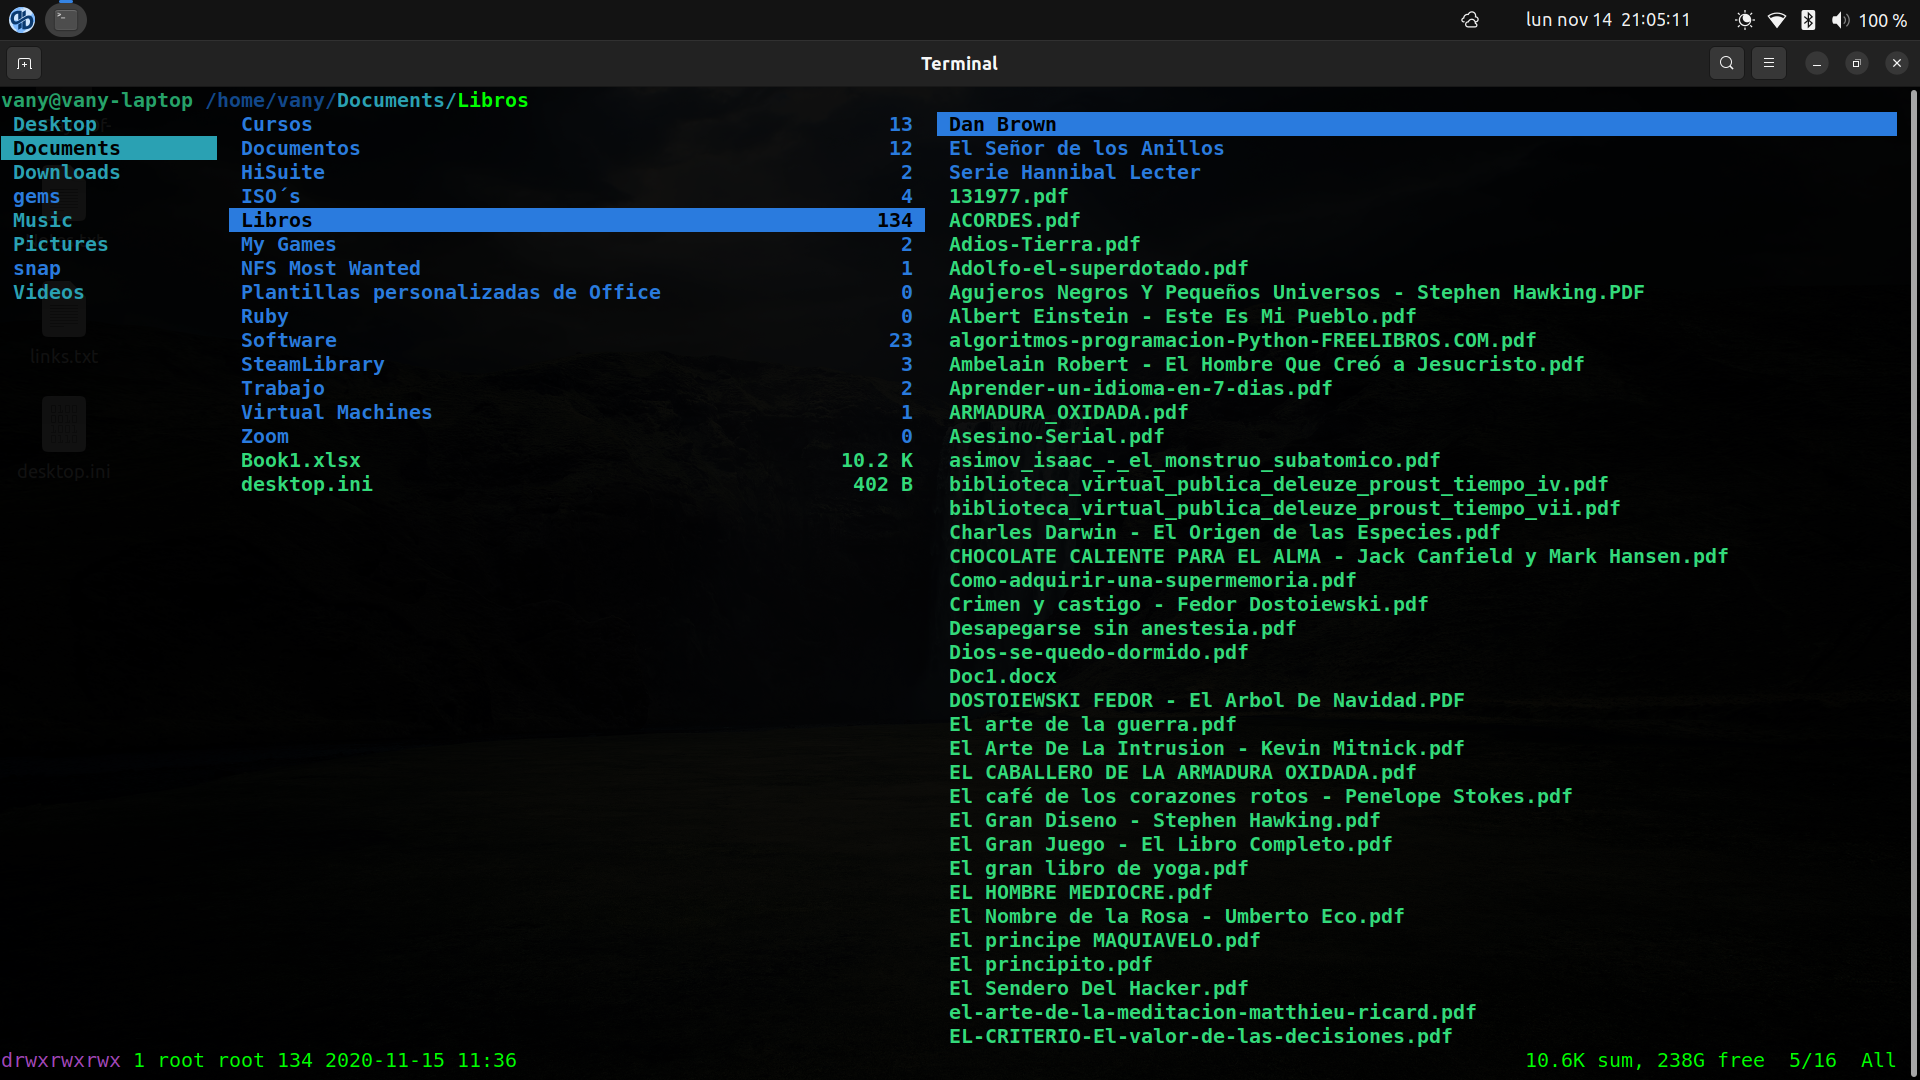 lun nov 14 21:05:11
100 %
Terminal
vany@vany-laptop /home/vany/Documents/Libros
Desktop
Documents
Downloads
gems
Music
Pictures
snap
Videos
links.txt
desktop.ini
Cursos 13
Documentos 12
HiSuite 2
ISO´s 4
Libros 134
My Games 2
NFS Most Wanted 1
Plantillas personalizadas de Office 0
Ruby 0
Software 23
SteamLibrary 3
Trabajo 2
Virtual Machines 1
Zoom 0
Book1.xlsx 10.2 K
desktop.ini 402 B
Dan Brown
El Señor de los Anillos
Serie Hannibal Lecter
131977.pdf
ACORDES.pdf
Adios-Tierra.pdf
Adolfo-el-superdotado.pdf
Agujeros Negros Y Pequeños Universos - Stephen Hawking.PDF
Albert Einstein - Este Es Mi Pueblo.pdf
algoritmos-programacion-Python-FREELIBROS.COM.pdf
Ambelain Robert - El Hombre Que Creó a Jesucristo.pdf
Aprender-un-idioma-en-7-dias.pdf
ARMADURA_OXIDADA.pdf
Asesino-Serial.pdf
asimov_isaac_-_el_monstruo_subatomico.pdf
biblioteca_virtual_publica_deleuze_proust_tiempo_iv.pdf
biblioteca_virtual_publica_deleuze_proust_tiempo_vii.pdf
Charles Darwin - El Origen de las Especies.pdf
CHOCOLATE CALIENTE PARA EL ALMA - Jack Canfield y Mark Hansen.pdf
Como-adquirir-una-supermemoria.pdf
Crimen y castigo - Fedor Dostoiewski.pdf
Desapegarse sin anestesia.pdf
Dios-se-quedo-dormido.pdf
Doc1.docx
DOSTOIEWSKI FEDOR - El Arbol De Navidad.PDF
El arte de la guerra.pdf
El Arte De La Intrusion - Kevin Mitnick.pdf
EL CABALLERO DE LA ARMADURA OXIDADA.pdf
El café de los corazones rotos - Penelope Stokes.pdf
El Gran Diseno - Stephen Hawking.pdf
El Gran Juego - El Libro Completo.pdf
El gran libro de yoga.pdf
EL HOMBRE MEDIOCRE.pdf
El Nombre de la Rosa - Umberto Eco.pdf
El principe MAQUIAVELO.pdf
El principito.pdf
El Sendero Del Hacker.pdf
el-arte-de-la-meditacion-matthieu-ricard.pdf
EL-CRITERIO-El-valor-de-las-decisiones.pdf
drwxrwxrwx 1 root root 134 2020-11-15 11:36
10.6K sum, 238G free 5/16 All